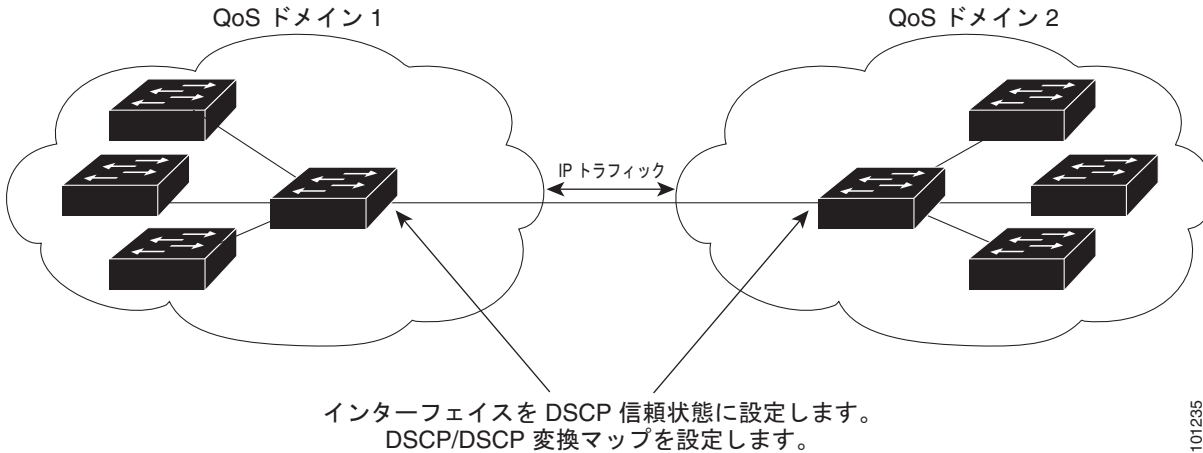 QoS ドメイン 1
QoS ドメイン 2
IP トラフィック
インターフェイスを DSCP 信頼状態に設定します。
DSCP/DSCP 変換マップを設定します。
101235